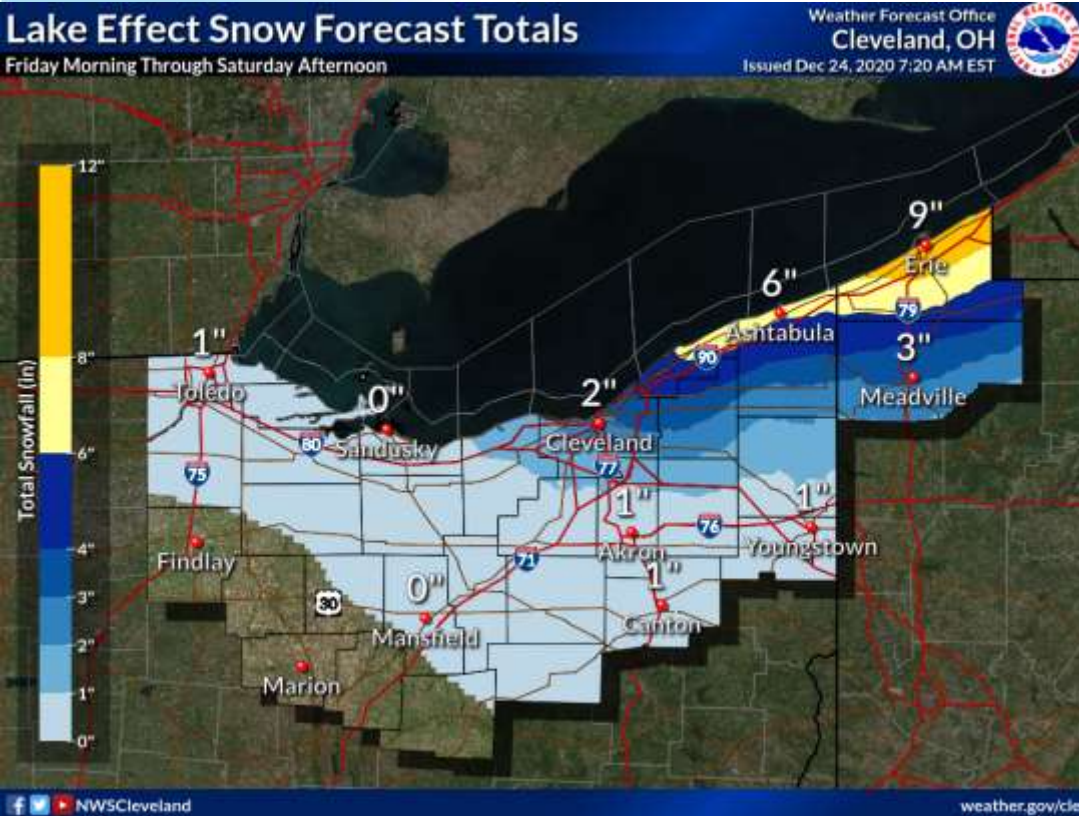 Lake Effect Snow Forecast Totals
Friday Morning Through Saturday Afternoon
Weather Forecast Office
Cleveland, OH
Issued Dec 24, 2020 7:20 AM EST
Total Snowfall (in)
12"
8"
6"
4"
3"
2"
1"
0"
9"
Erie
6"
Ashtabula
79
90
3"
Meadville
1"
Toledo
0"
Sandusky
80
2"
Cleveland
77
75
1"
Akron
76
1"
Youngstown
Findlay
71
1"
Canton
30
0"
Mansfield
Marion
NWSCleveland
weather.gov/cle